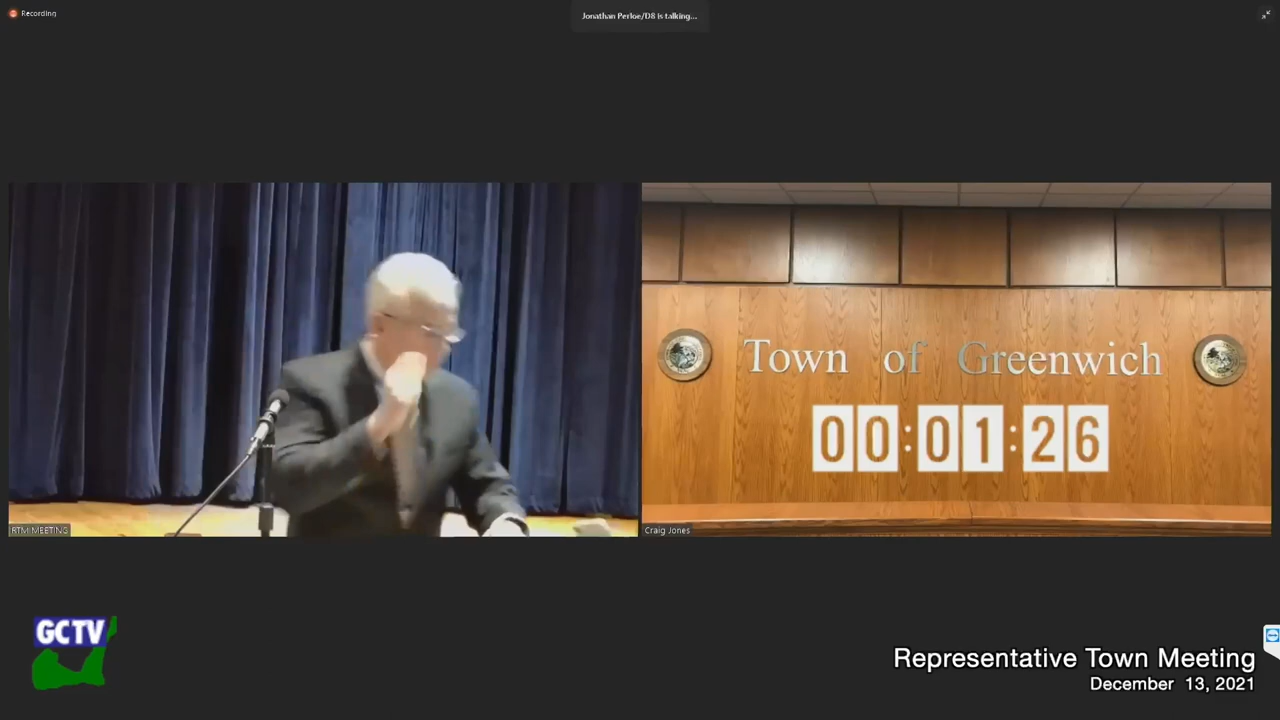 Recording
Jonathan Perloe/D8 is talking...
Town of Greenwich
00:01:26
RTM MEETING
Craig Jones
GCTV
Representative Town Meeting
December 13, 2021